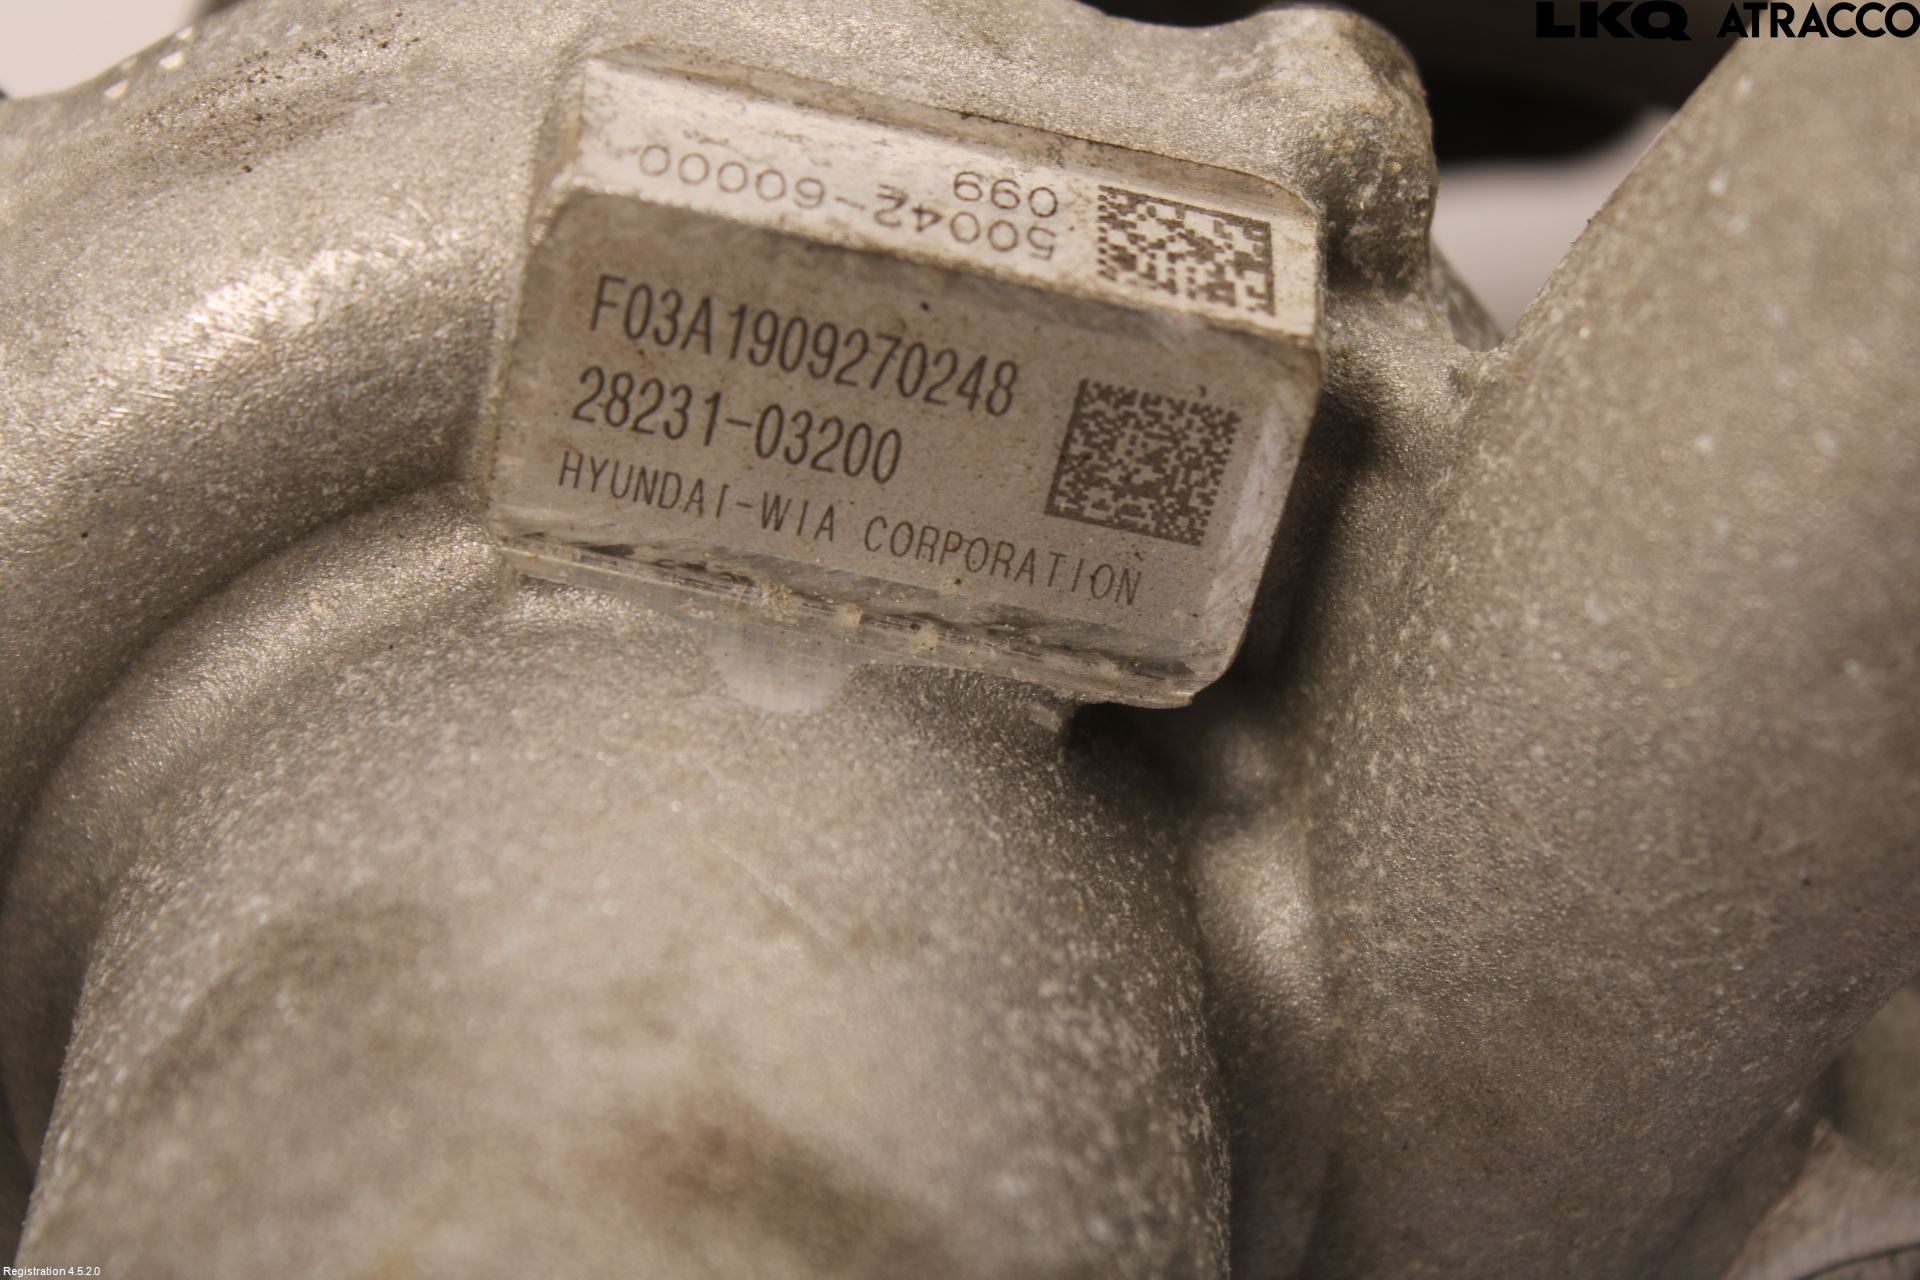 LKQ ATRACCO
50042-60000
099
F03A1909270248
28231-03200
HYUNDAI-WIA CORPORATION
Registration 4.5.2.0